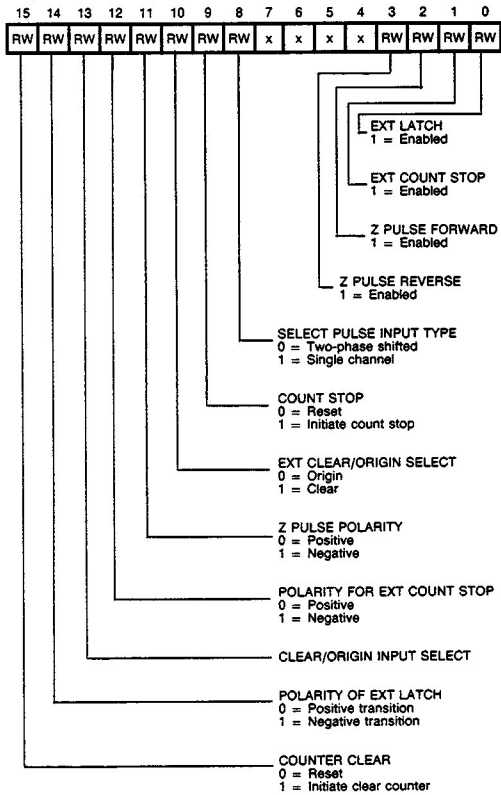 15 14 13 12 11 10 9 8 7 6 5 4 3 2 1 0
RW RW RW RW RW RW RW RW x x x x RW RW RW RW
EXT LATCH
1 = Enabled
EXT COUNT STOP
1 = Enabled
Z PULSE FORWARD
1 = Enabled
Z PULSE REVERSE
1 = Enabled
SELECT PULSE INPUT TYPE
0 = Two-phase shifted
1 = Single channel
COUNT STOP
0 = Reset
1 = Initiate count stop
EXT CLEAR/ORIGIN SELECT
0 = Origin
1 = Clear
Z PULSE POLARITY
0 = Positive
1 = Negative
POLARITY FOR EXT COUNT STOP
0 = Positive
1 = Negative
CLEAR/ORIGIN INPUT SELECT
POLARITY OF EXT LATCH
0 = Positive transition
1 = Negative transition
COUNTER CLEAR
0 = Reset
1 = Initiate clear counter